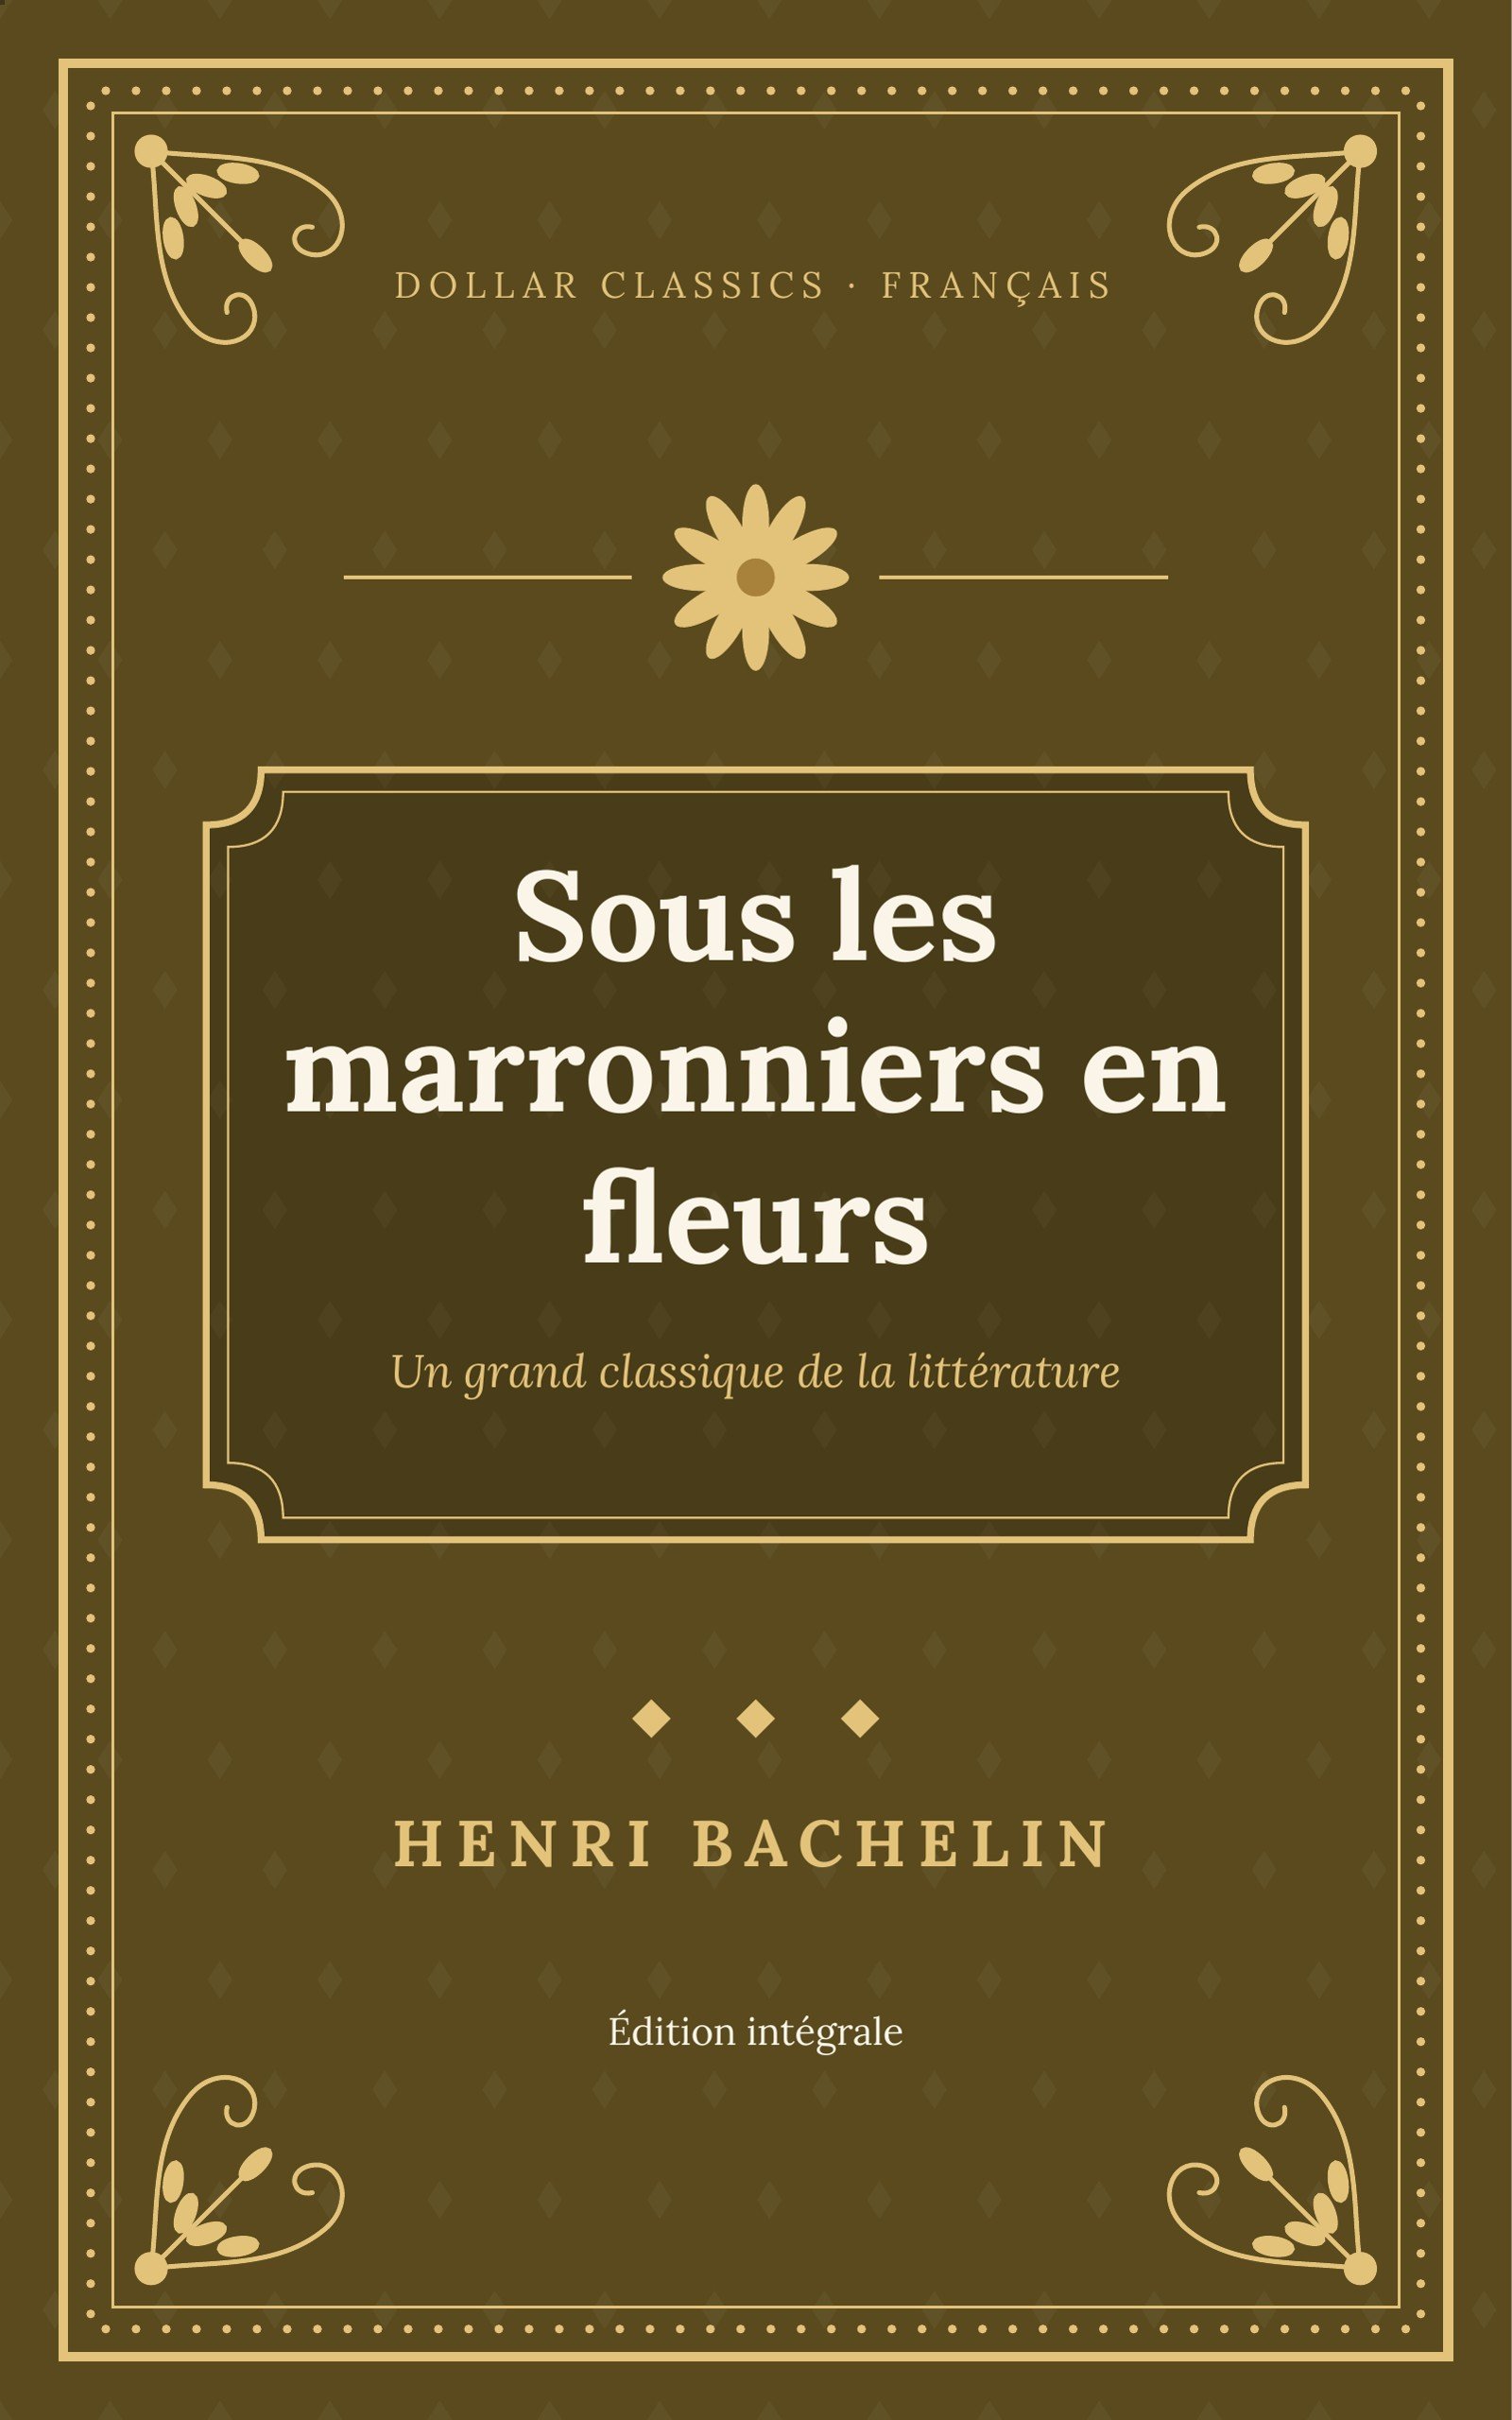 DOLLAR CLASSICS · FRANÇAIS
Sous les
marronniers en
fleurs
Un grand classique de la littérature
HENRI BACHELIN
Édition intégrale